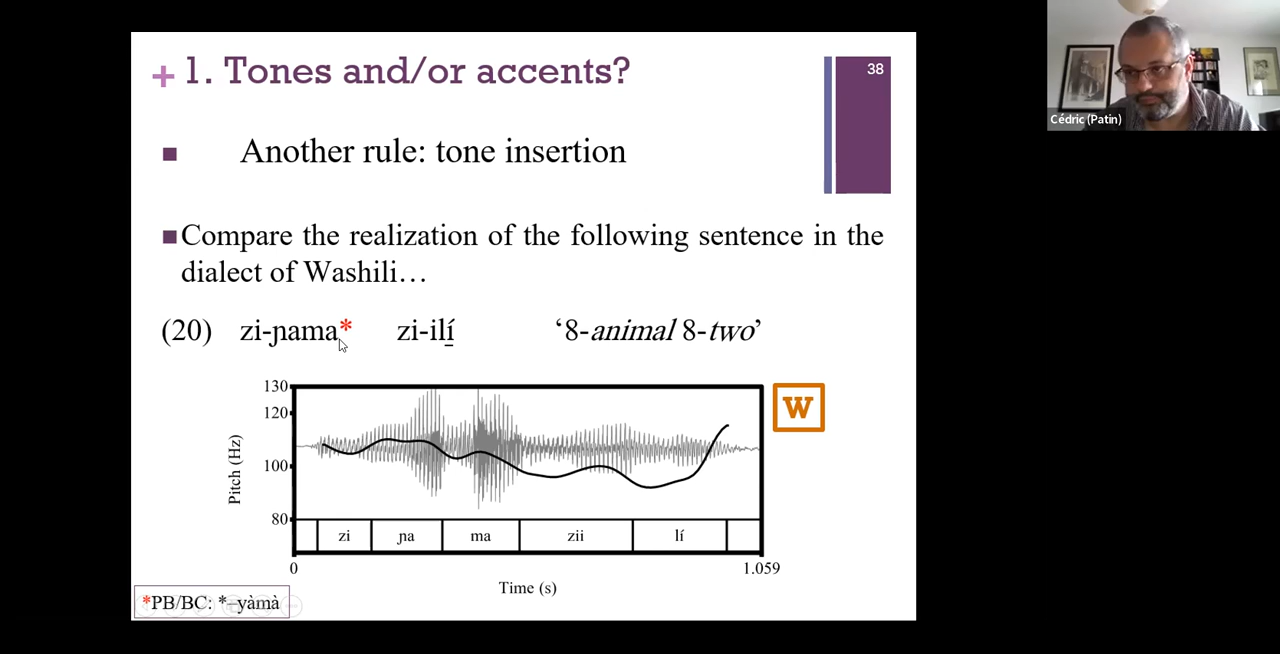 + 1. Tones and/or accents?
38
■ Another rule: tone insertion
■ Compare the realization of the following sentence in the
dialect of Washili…
(20) zi-ɲama* zi-ilí̱ ‘8-animal 8-two’
130
120
100
80
Pitch (Hz)
W
zi ɲa ma zii lí
0 1.059
Time (s)
*PB/BC: *–yàmà
Cédric (Patin)